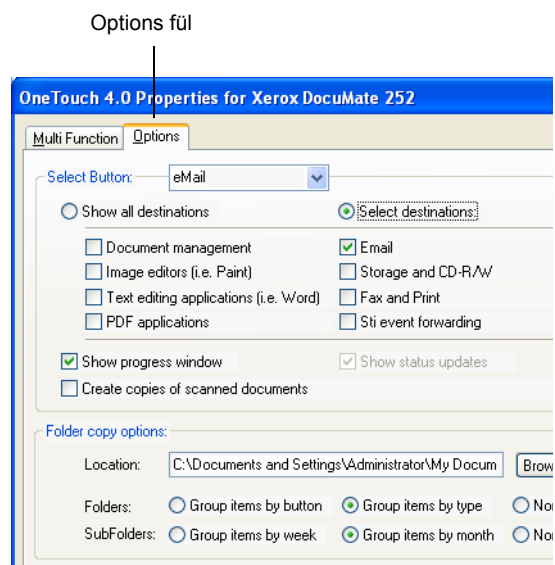 Options fül
OneTouch 4.0 Properties for Xerox DocuMate 252
Multi Function Options
Select Button: eMail
Show all destinations Select destinations:
Document management Email
Image editors (i.e. Paint) Storage and CD-R/W
Text editing applications (i.e. Word) Fax and Print
PDF applications Sti event forwarding
Show progress window Show status updates
Create copies of scanned documents
Folder copy options:
Location: C:\Documents and Settings\Administrator\My Docum Brow
Folders: Group items by button Group items by type No
SubFolders: Group items by week Group items by month No